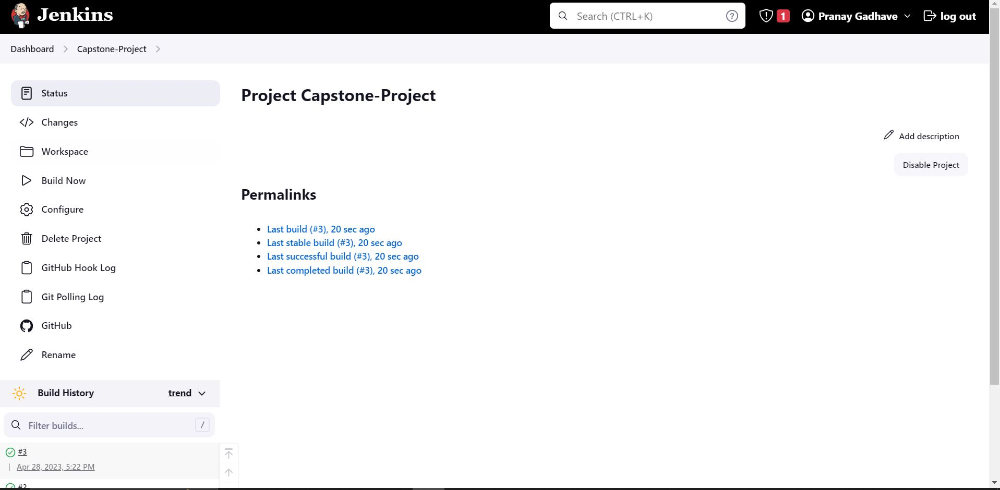 Jenkins
Search (CTRL+K)
1
Pranay Gadhave
log out
Dashboard
Capstone-Project
Status
Changes
Workspace
Build Now
Configure
Delete Project
GitHub Hook Log
Git Polling Log
GitHub
Rename
Build History
trend
Filter builds...
/
#3
Apr 28, 2023, 5:22 PM
#2
Project Capstone-Project
Add description
Disable Project
Permalinks
Last build (#3), 20 sec ago
Last stable build (#3), 20 sec ago
Last successful build (#3), 20 sec ago
Last completed build (#3), 20 sec ago